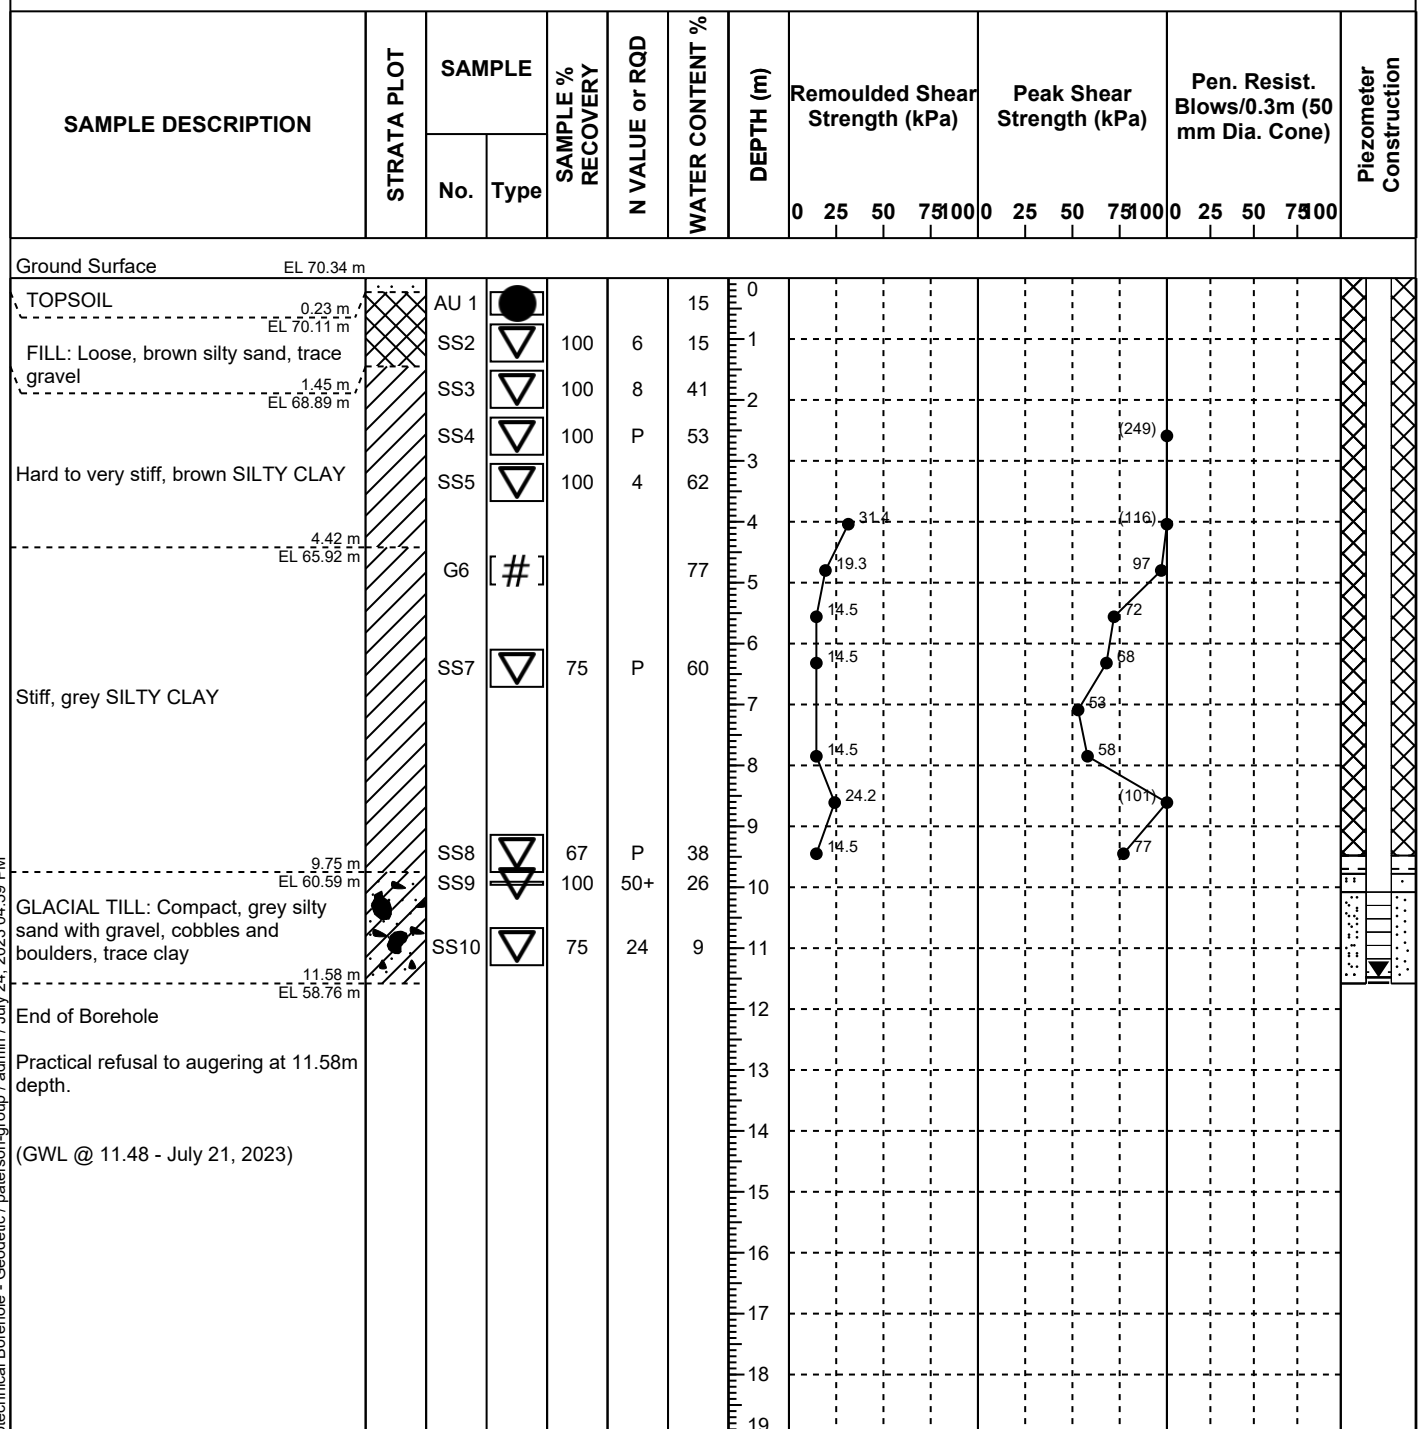 SAMPLE DESCRIPTION
STRATA PLOT
SAMPLE
No.
Type
SAMPLE %
RECOVERY
N VALUE or RQD
WATER CONTENT %
DEPTH (m)
Remoulded Shear
Strength (kPa)
0 25 50 75 100
Peak Shear
Strength (kPa)
0 25 50 75 100
Pen. Resist.
Blows/0.3m (50
mm Dia. Cone)
0 25 50 75 100
Piezometer
Construction
Ground Surface EL 70.34 m
TOPSOIL
0.23 m
EL 70.11 m
FILL: Loose, brown silty sand, trace
gravel
1.45 m
EL 68.89 m
Hard to very stiff, brown SILTY CLAY
4.42 m
EL 65.92 m
Stiff, grey SILTY CLAY
9.75 m
EL 60.59 m
GLACIAL TILL: Compact, grey silty
sand with gravel, cobbles and
boulders, trace clay
11.58 m
EL 58.76 m
End of Borehole
Practical refusal to augering at 11.58m
depth.
(GWL @ 11.48 - July 21, 2023)
AU 1 15
SS2 100 6 15
SS3 100 8 41
SS4 100 P 53
SS5 100 4 62
G6 [ # ] 77
SS7 75 P 60
SS8 67 P 38
SS9 100 50+ 26
SS10 75 24 9
0
1
2
3
4
5
6
7
8
9
10
11
12
13
14
15
16
17
18
19
31.4
19.3
14.5
14.5
14.5
24.2
14.5
(249)
(116)
97
72
68
53
58
(101)
77